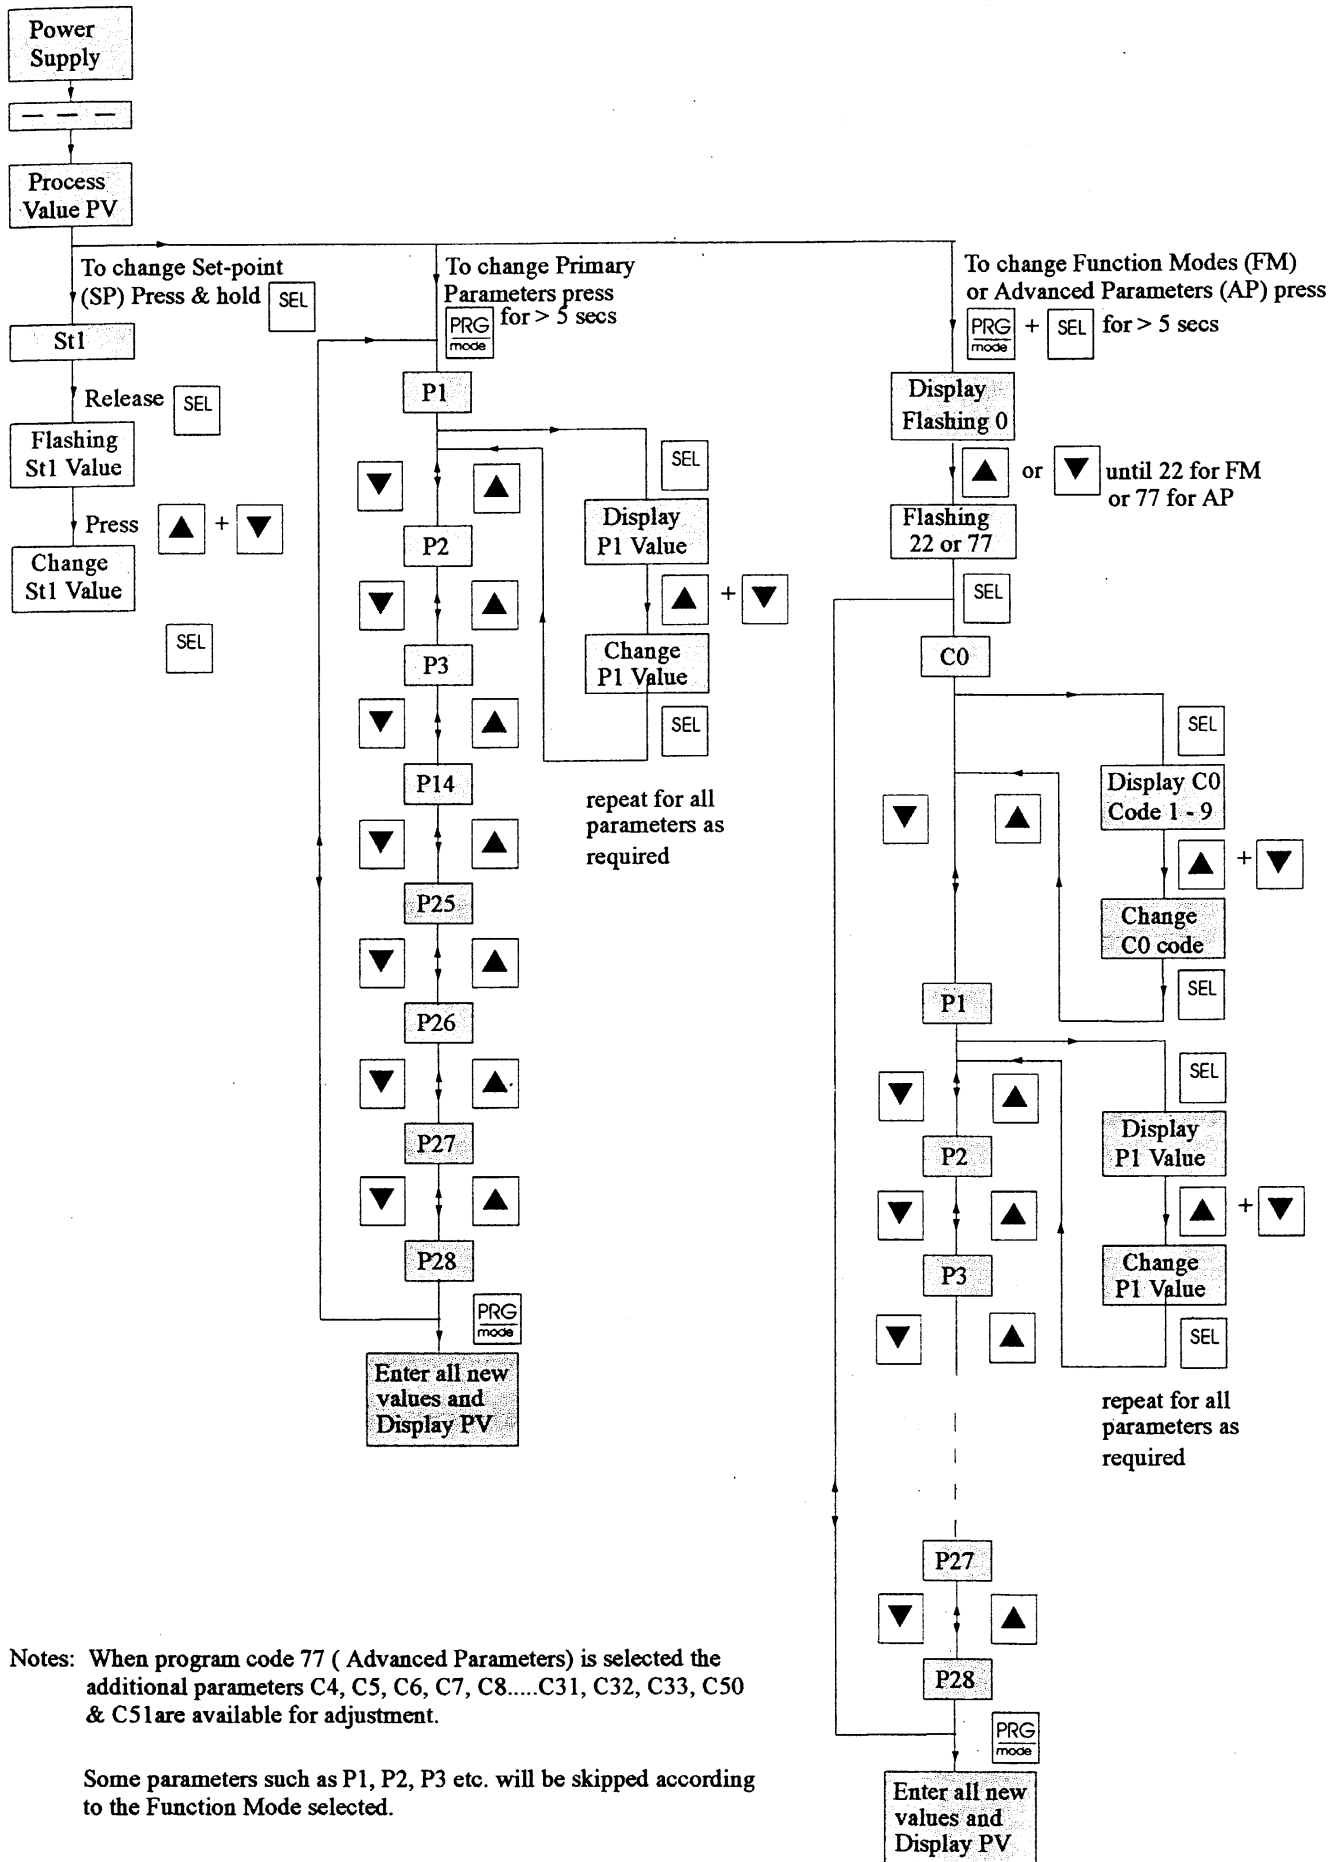 Power
Supply
— — —
Process
Value PV
To change Set-point
(SP) Press & hold SEL
St1
Release SEL
Flashing
St1 Value
Press ▲ + ▼
Change
St1 Value
SEL
To change Primary
Parameters press
PRG
mode
for > 5 secs
P1
▼ ▲
P2
▼ ▲
P3
▼ ▲
P14
▼ ▲
P25
▼ ▲
P26
▼ ▲
P27
▼ ▲
P28
PRG
mode
Enter all new
values and
Display PV
SEL
Display
P1 Value
▲ + ▼
Change
P1 Value
SEL
repeat for all
parameters as
required
To change Function Modes (FM)
or Advanced Parameters (AP) press
PRG
mode
+ SEL for > 5 secs
Display
Flashing 0
▲ or ▼ until 22 for FM
or 77 for AP
Flashing
22 or 77
SEL
C0
SEL
Display C0
Code 1 - 9
▲ + ▼
Change
C0 code
SEL
▼ ▲
P1
SEL
Display
P1 Value
▲ + ▼
Change
P1 Value
SEL
repeat for all
parameters as
required
▼ ▲
P2
▼ ▲
P3
▼ ▲
P27
▼ ▲
P28
PRG
mode
Enter all new
values and
Display PV
Notes: When program code 77 ( Advanced Parameters) is selected the
additional parameters C4, C5, C6, C7, C8.....C31, C32, C33, C50
& C51are available for adjustment.
Some parameters such as P1, P2, P3 etc. will be skipped according
to the Function Mode selected.